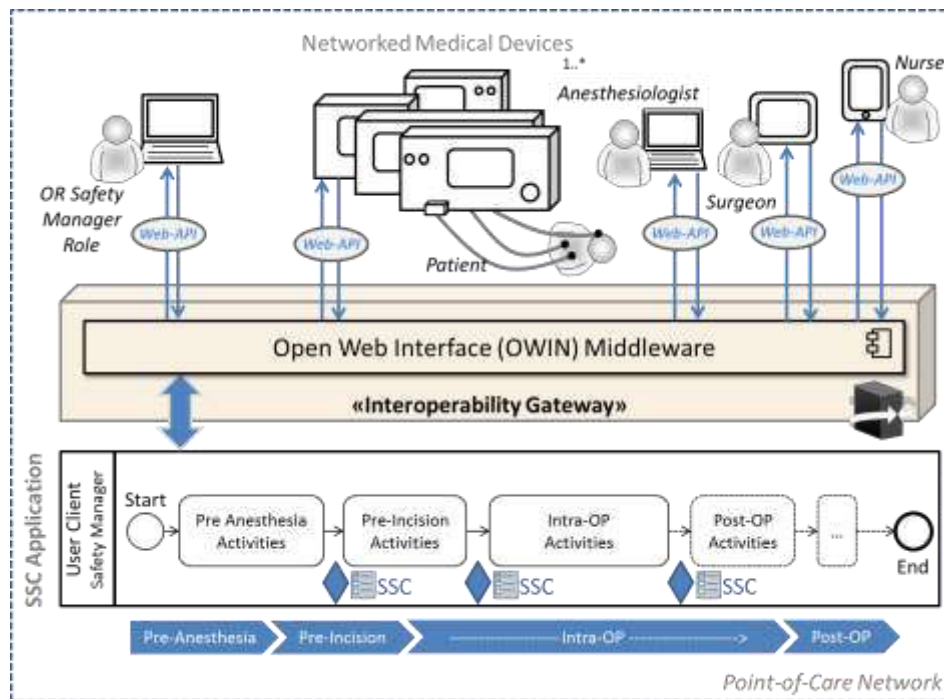 Networked Medical Devices
1..*
Nurse
Anesthesiologist
OR Safety
Manager
Role
Surgeon
Patient
Web-API
Web-API
Web-API
Web-API
Web-API
Open Web Interface (OWIN) Middleware
«Interoperability Gateway»
SSC Application
User Client
Safety Manager
Start
Pre Anesthesia
Activities
Pre-Incision
Activities
Intra-OP
Activities
Post-OP
Activities
...
End
SSC
SSC
SSC
Pre-Anesthesia
Pre-Incision
Intra-OP
Post-OP
Point-of-Care Network